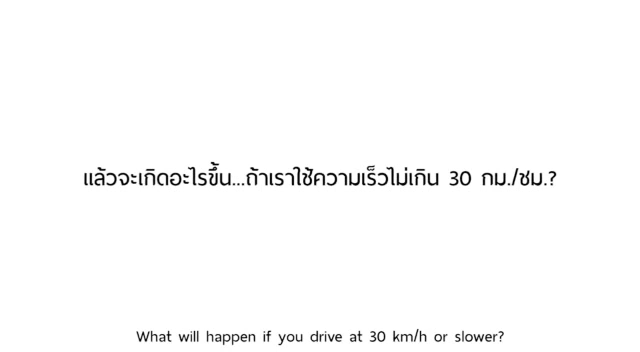 แล้วจะเกิดอะไรขึ้น...ถ้าเราใช้ความเร็วไม่เกิน 30 กม./ชม.?
What will happen if you drive at 30 km/h or slower?